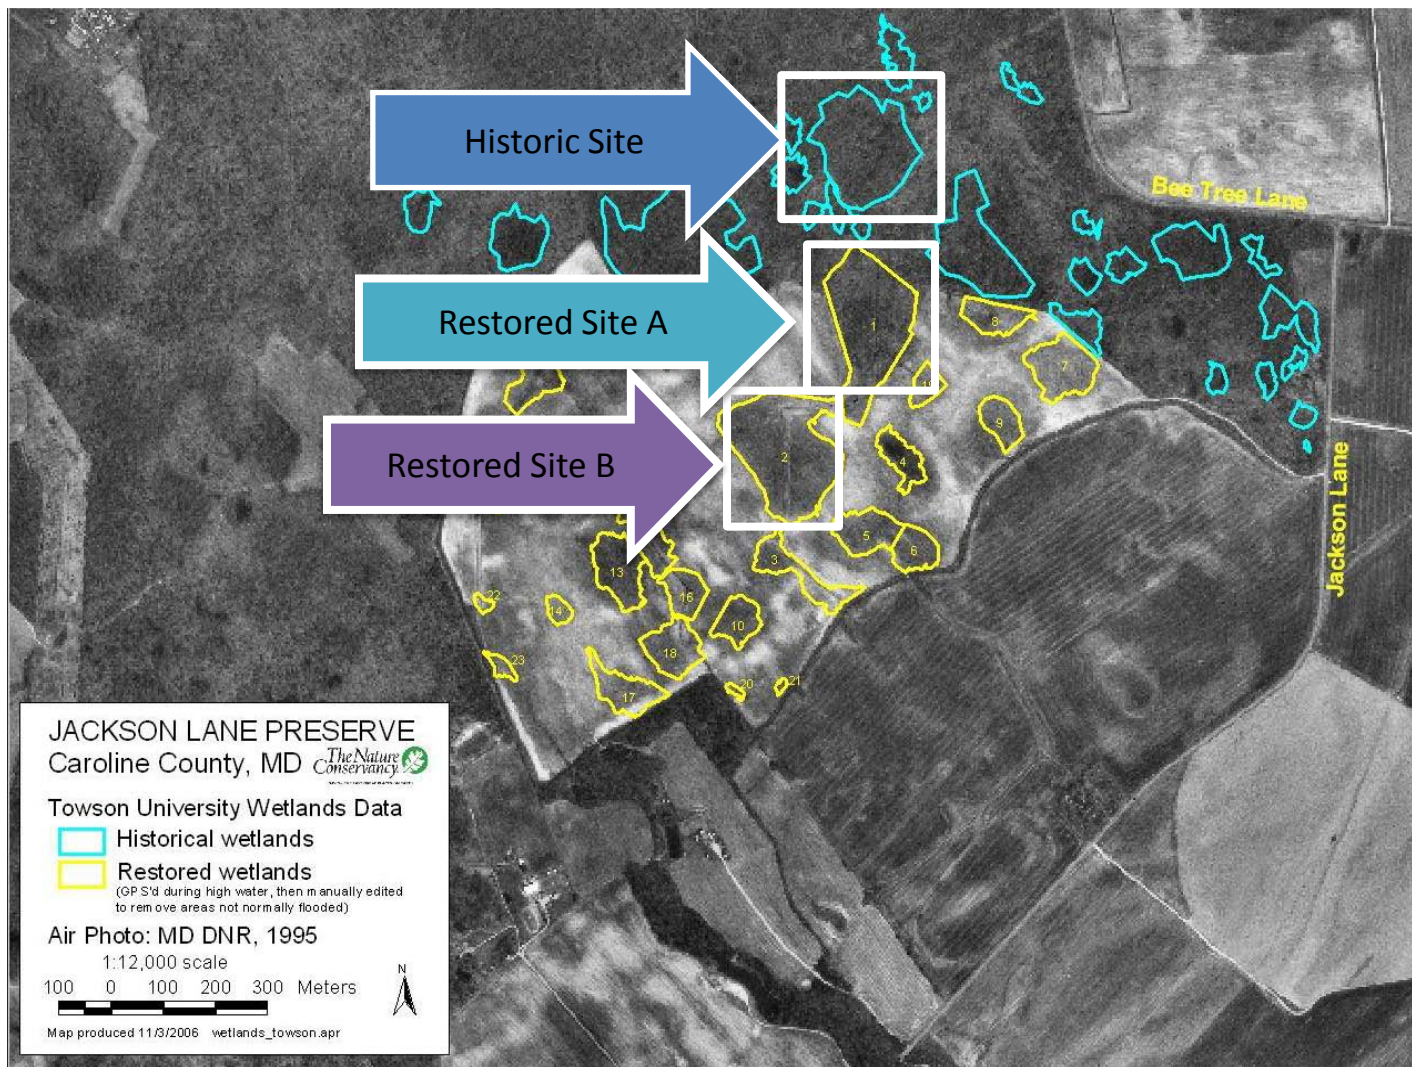 Historic Site
Bee Tree Lane
Restored Site A
1
8
7
9
Restored Site B
2
4
5
6
3
13
16
14
22
10
18
23
17
20
21
Jackson Lane
JACKSON LANE PRESERVE
Caroline County, MD
The Nature
Conservancy
Towson University Wetlands Data
Historical wetlands
Restored wetlands
(GPS'd during high water, then manually edited
to remove areas not normally flooded)
Air Photo: MD DNR, 1995
1:12,000 scale
100 0 100 200 300 Meters
N
Map produced 11/3/2006 wetlands_towson.apr